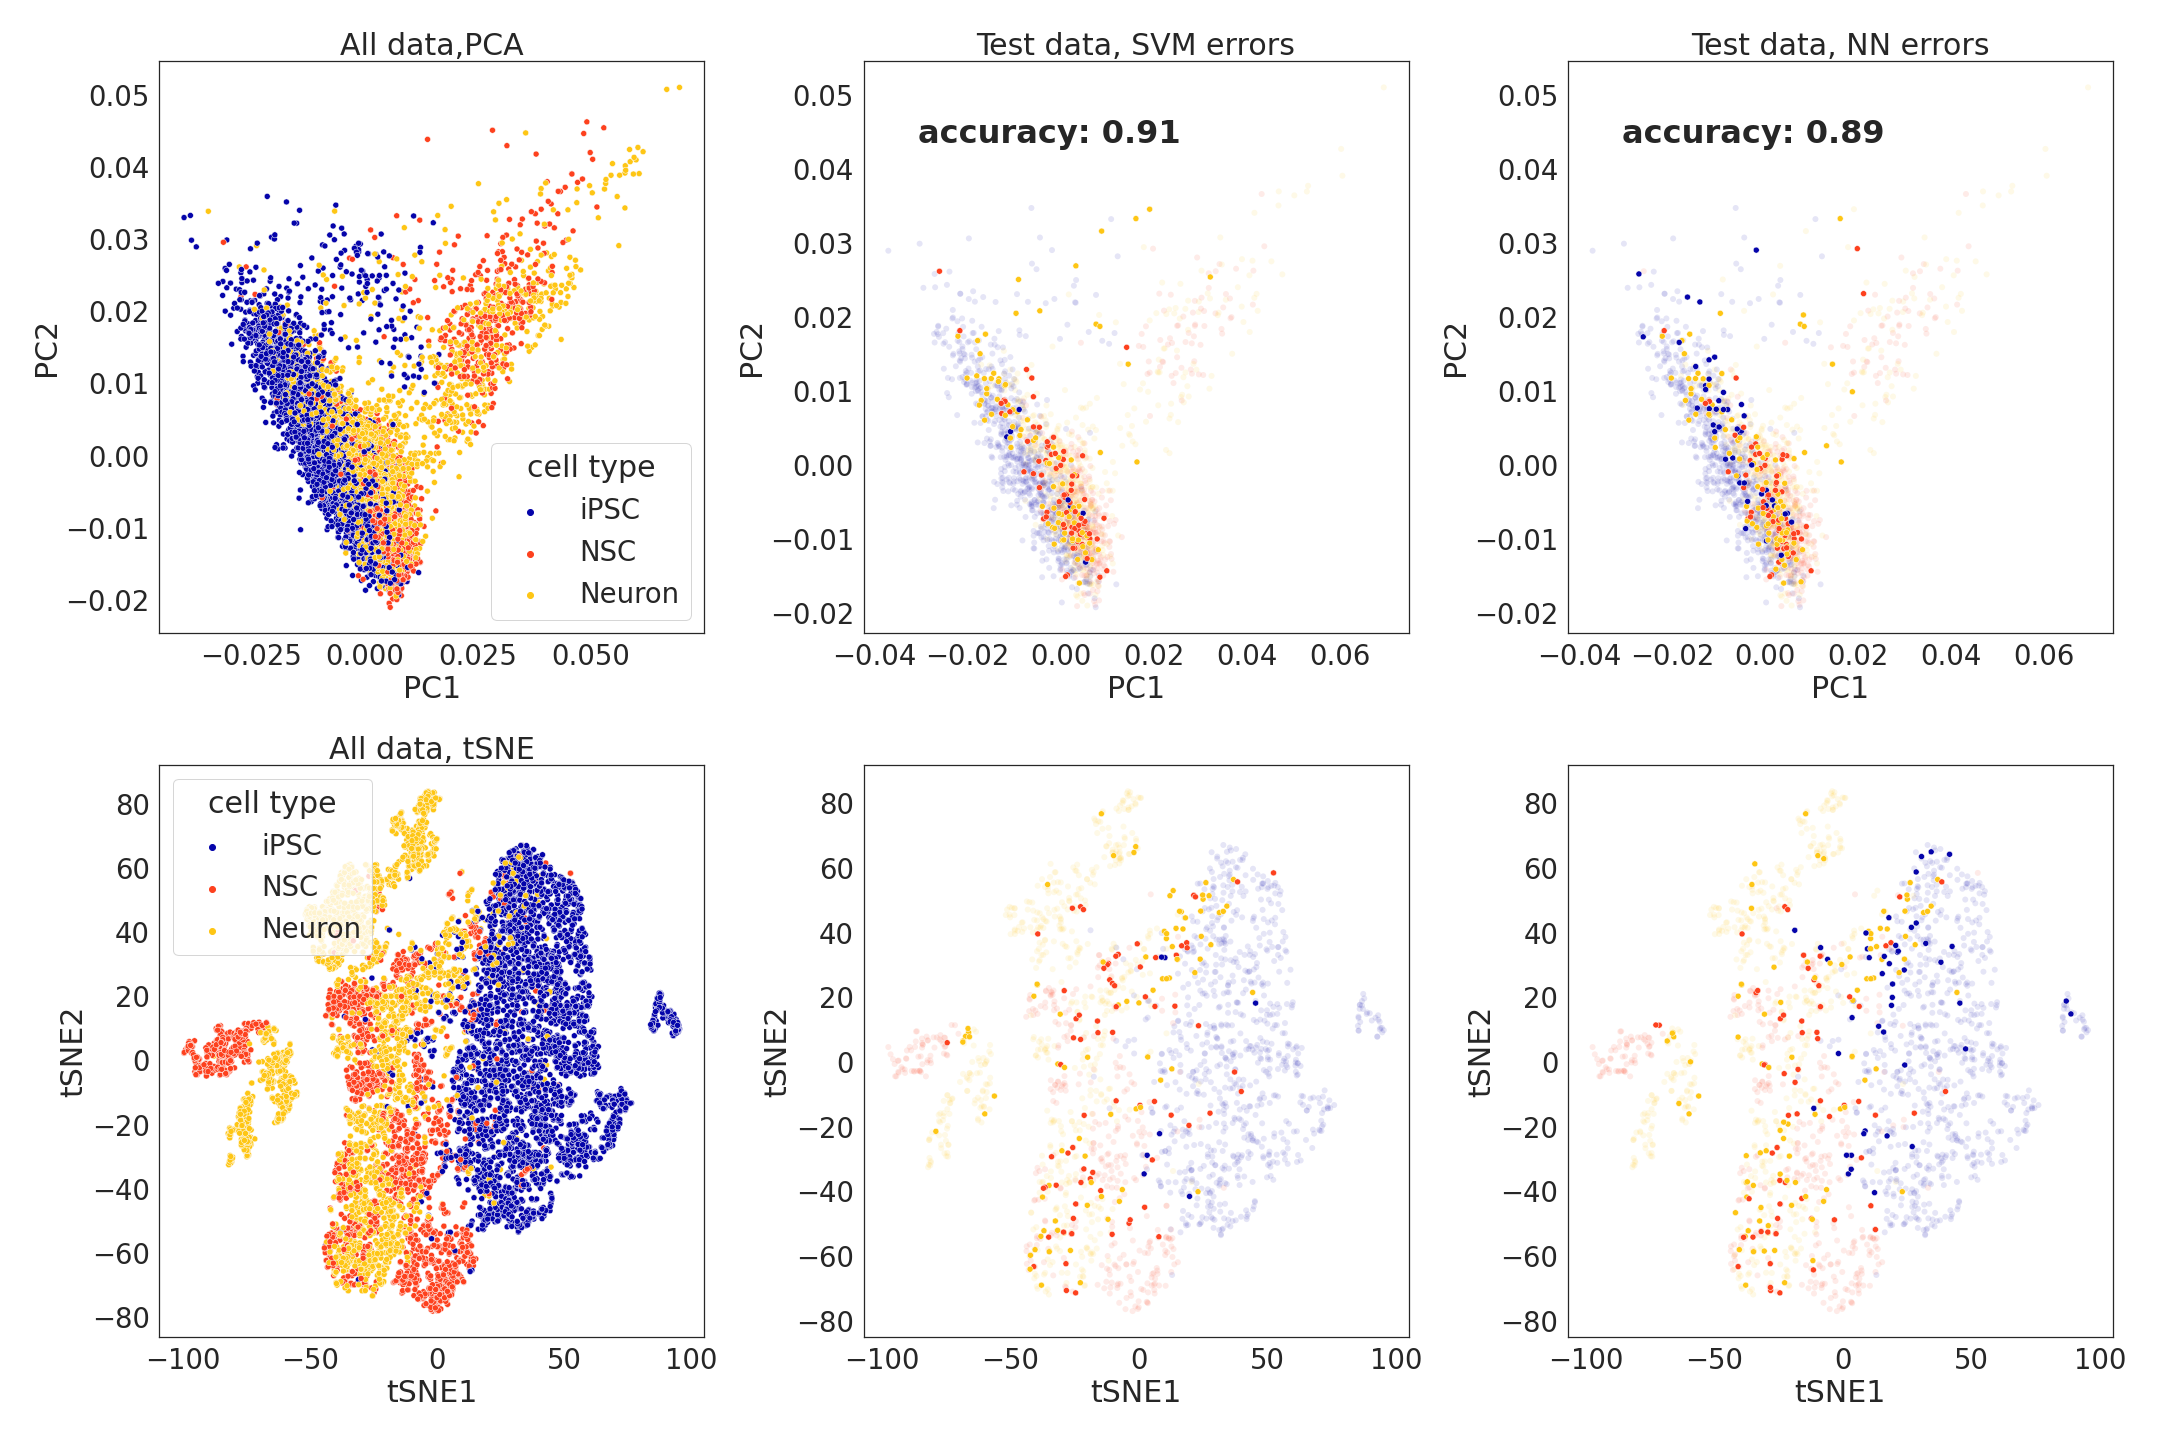 All data,PCA
Test data, SVM errors
Test data, NN errors
0.05
0.04
0.03
0.02
0.01
0.00
−0.01
−0.02
PC2
cell type
iPSC
NSC
Neuron
−0.025 0.000 0.025 0.050
PC1
accuracy: 0.91
0.05
0.04
0.03
0.02
0.01
0.00
−0.01
−0.02
PC2
−0.04 −0.02 0.00 0.02 0.04 0.06
PC1
accuracy: 0.89
0.05
0.04
0.03
0.02
0.01
0.00
−0.01
−0.02
PC2
−0.04 −0.02 0.00 0.02 0.04 0.06
PC1
All data, tSNE
cell type
iPSC
NSC
Neuron
80
60
40
20
0
−20
−40
−60
−80
tSNE2
−100 −50 0 50 100
tSNE1
80
60
40
20
0
−20
−40
−60
−80
tSNE2
−100 −50 0 50 100
tSNE1
80
60
40
20
0
−20
−40
−60
−80
tSNE2
−100 −50 0 50 100
tSNE1